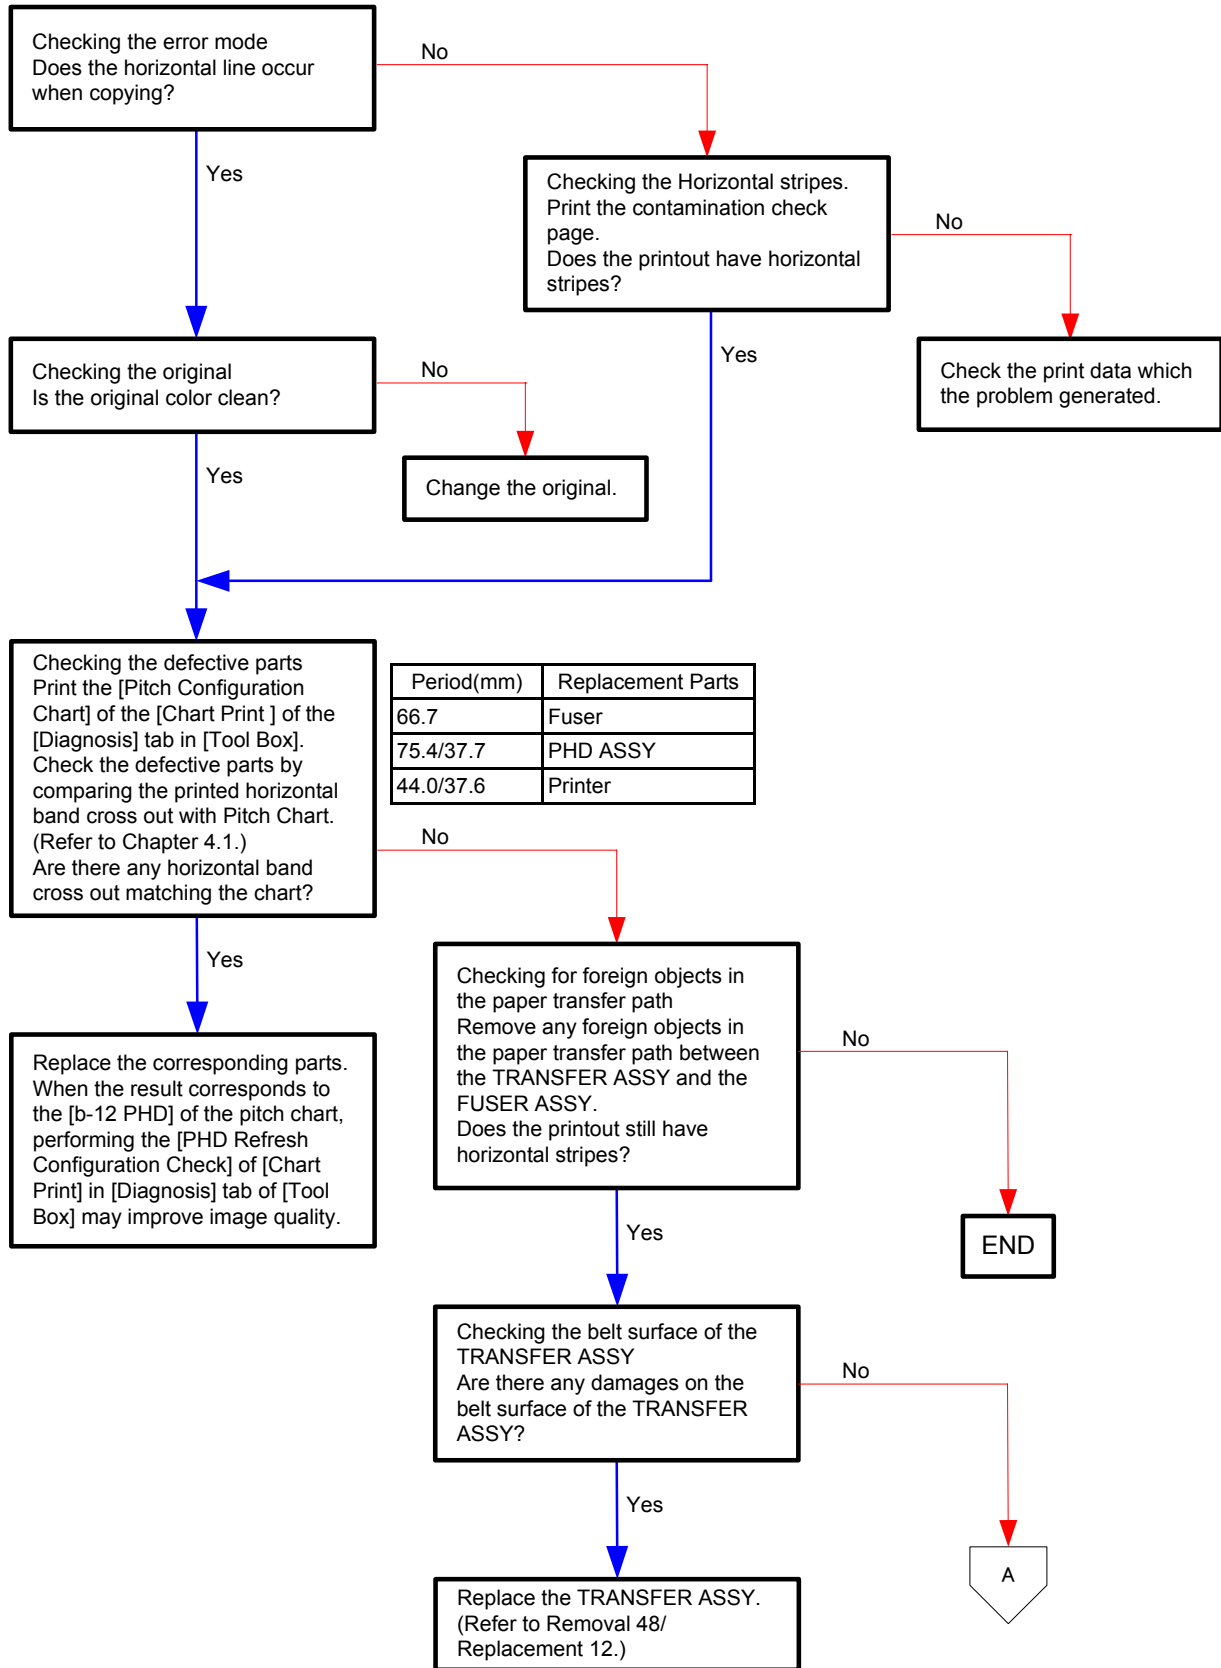 Checking the error mode
Does the horizontal line occur
when copying?
No
Yes
Checking the Horizontal stripes.
Print the contamination check
page.
Does the printout have horizontal
stripes?
No
Yes
Checking the original
Is the original color clean?
No
Yes
Check the print data which
the problem generated.
Change the original.
Checking the defective parts
Print the [Pitch Configuration
Chart] of the [Chart Print ] of the
[Diagnosis] tab in [Tool Box].
Check the defective parts by
comparing the printed horizontal
band cross out with Pitch Chart.
(Refer to Chapter 4.1.)
Are there any horizontal band
cross out matching the chart?
Period(mm) Replacement Parts
66.7 Fuser
75.4/37.7 PHD ASSY
44.0/37.6 Printer
No
Yes
Checking for foreign objects in
the paper transfer path
Remove any foreign objects in
the paper transfer path between
the TRANSFER ASSY and the
FUSER ASSY.
Does the printout still have
horizontal stripes?
No
Yes
Replace the corresponding parts.
When the result corresponds to
the [b-12 PHD] of the pitch chart,
performing the [PHD Refresh
Configuration Check] of [Chart
Print] in [Diagnosis] tab of [Tool
Box] may improve image quality.
END
Checking the belt surface of the
TRANSFER ASSY
Are there any damages on the
belt surface of the TRANSFER
ASSY?
No
Yes
A
Replace the TRANSFER ASSY.
(Refer to Removal 48/
Replacement 12.)